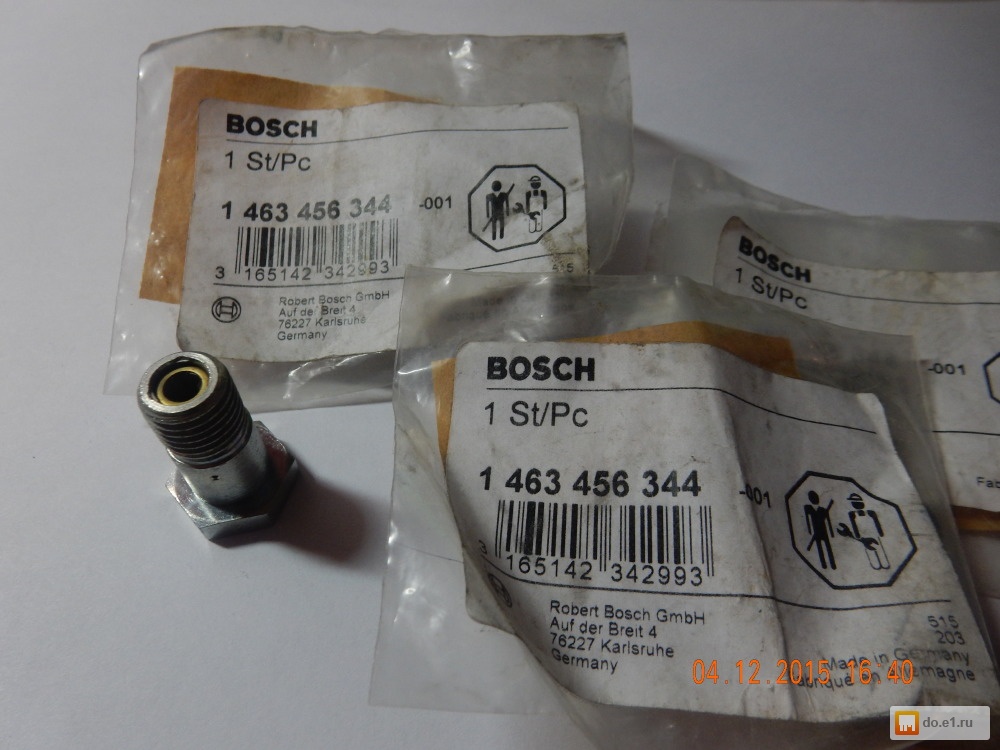 BOSCH
1 St/Pc
1 463 456 344 -001
3 165142 342993
515
Robert Bosch GmbH
Auf der Breit 4
76227 Karlsruhe
Germany
BOSCH
1 St/Pc
-001
BOSCH
1 St/Pc
1 463 456 344 -001
3 165142 342993
Robert Bosch GmbH
Auf der Breit 4
76227 Karlsruhe
Germany
515
203
Made in Germany
04.12.2015 16:40
do.e1.ru